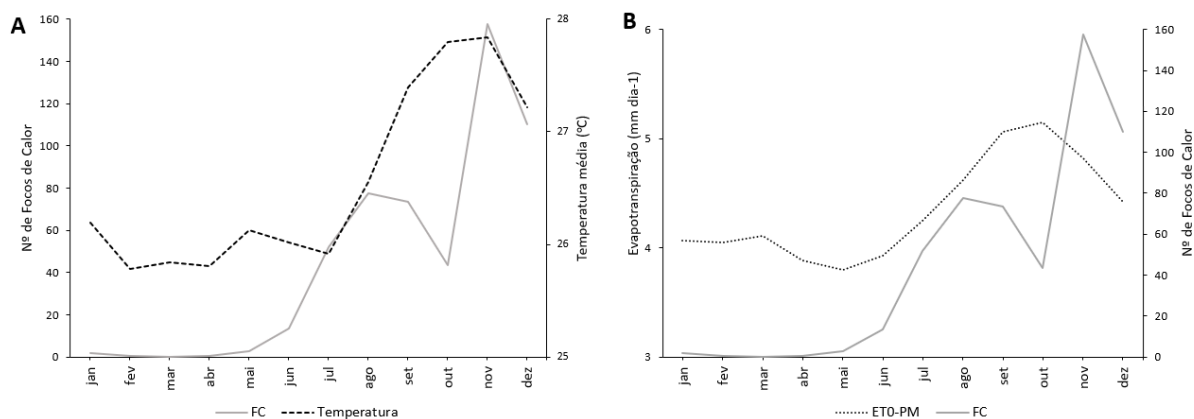 A
Nº de Focos de Calor
160
140
120
100
80
60
40
20
0
28
27
26
25
Temperatura média (ºC)
jan
fev
mar
abr
mai
jun
jul
ago
set
out
nov
dez
FC
Temperatura
B
Evapotranspiração (mm dia-1)
6
5
4
3
160
140
120
100
80
60
40
20
0
Nº de Focos de Calor
jan
fev
mar
abr
mai
jun
jul
ago
set
out
nov
dez
ET0-PM
FC